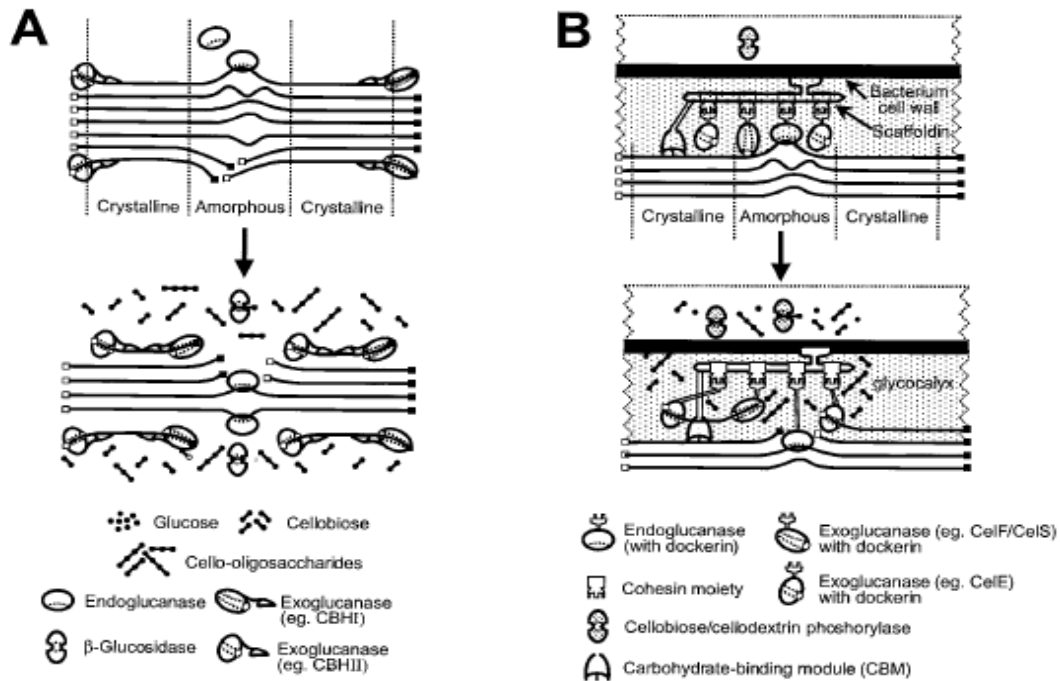 A
Crystalline
Amorphous
Crystalline
Glucose
Cellobiose
Cello-oligosaccharides
Endoglucanase
Exoglucanase
(eg. CBHI)
β-Glucosidase
Exoglucanase
(eg. CBHII)
B
Bacterium
cell wall
Scaffoldin
Crystalline
Amorphous
Crystalline
glycocalyx
Endoglucanase
(with dockerin)
Exoglucanase (eg. CelF/CelS)
with dockerin
Cohesin moiety
Exoglucanase (eg. CelE)
with dockerin
Cellobiose/cellodextrin phoshorylase
Carbohydrate-binding module (CBM)